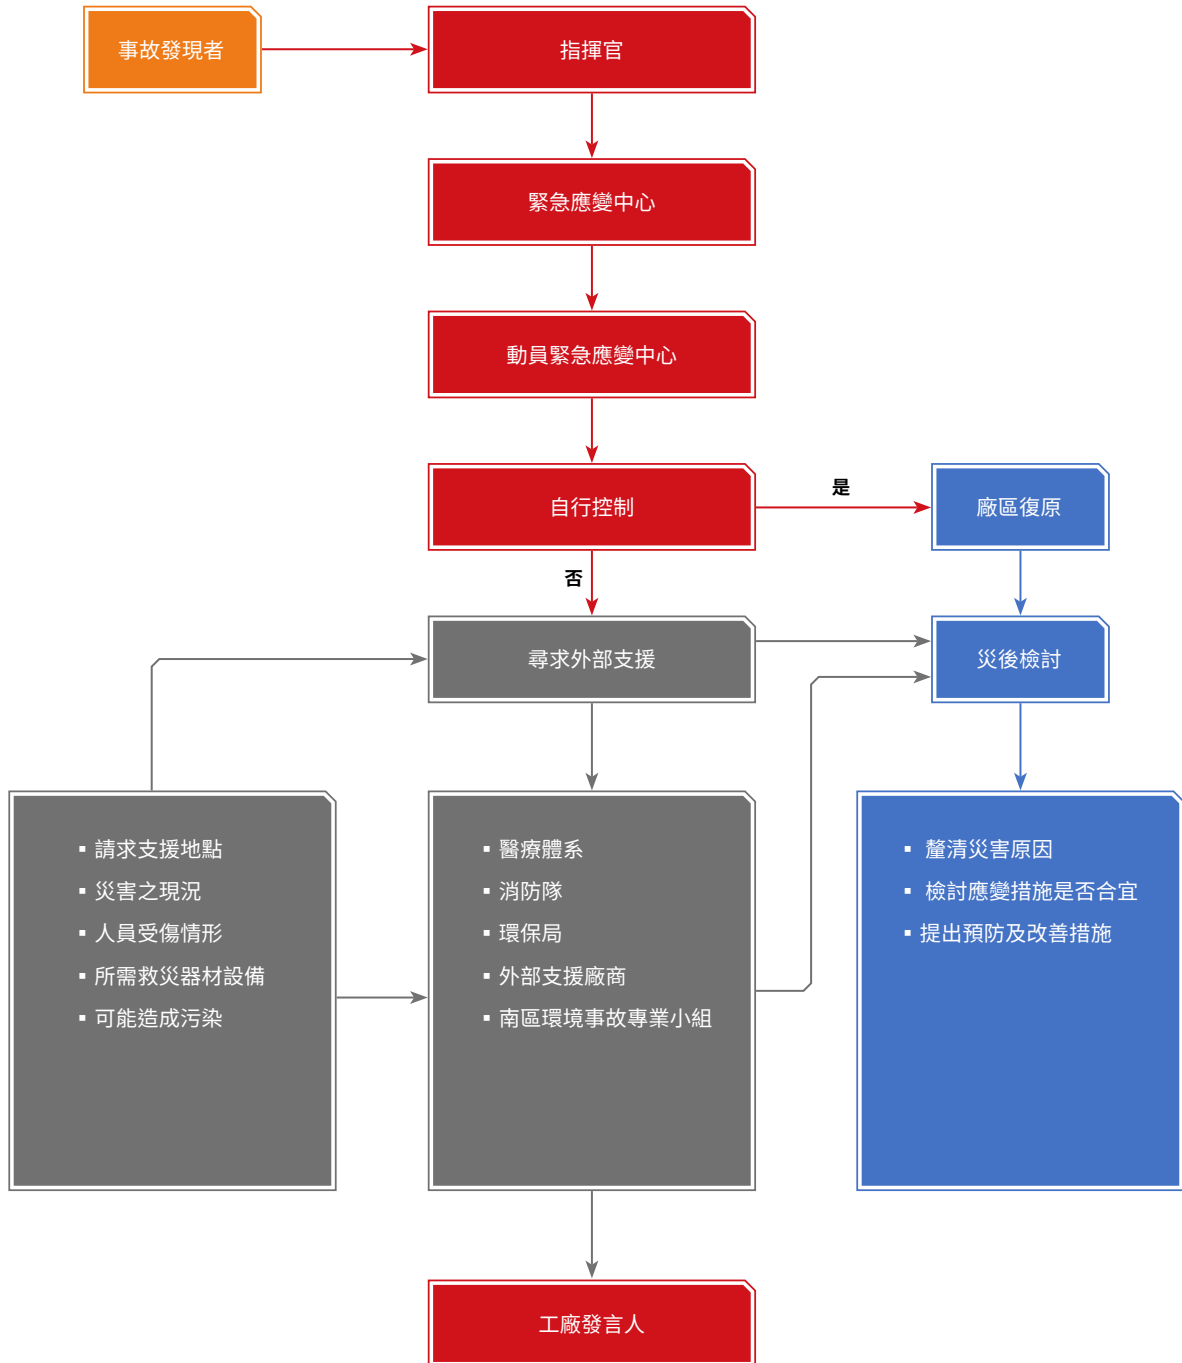 事故發現者
指揮官
緊急應變中心
動員緊急應變中心
自行控制
是
廠區復原
否
尋求外部支援
災後檢討
▪ 請求支援地點
▪ 災害之現況
▪ 人員受傷情形
▪ 所需救災器材設備
▪ 可能造成污染
▪ 醫療體系
▪ 消防隊
▪ 環保局
▪ 外部支援廠商
▪ 南區環境事故專業小組
▪ 釐清災害原因
▪ 檢討應變措施是否合宜
▪ 提出預防及改善措施
工廠發言人